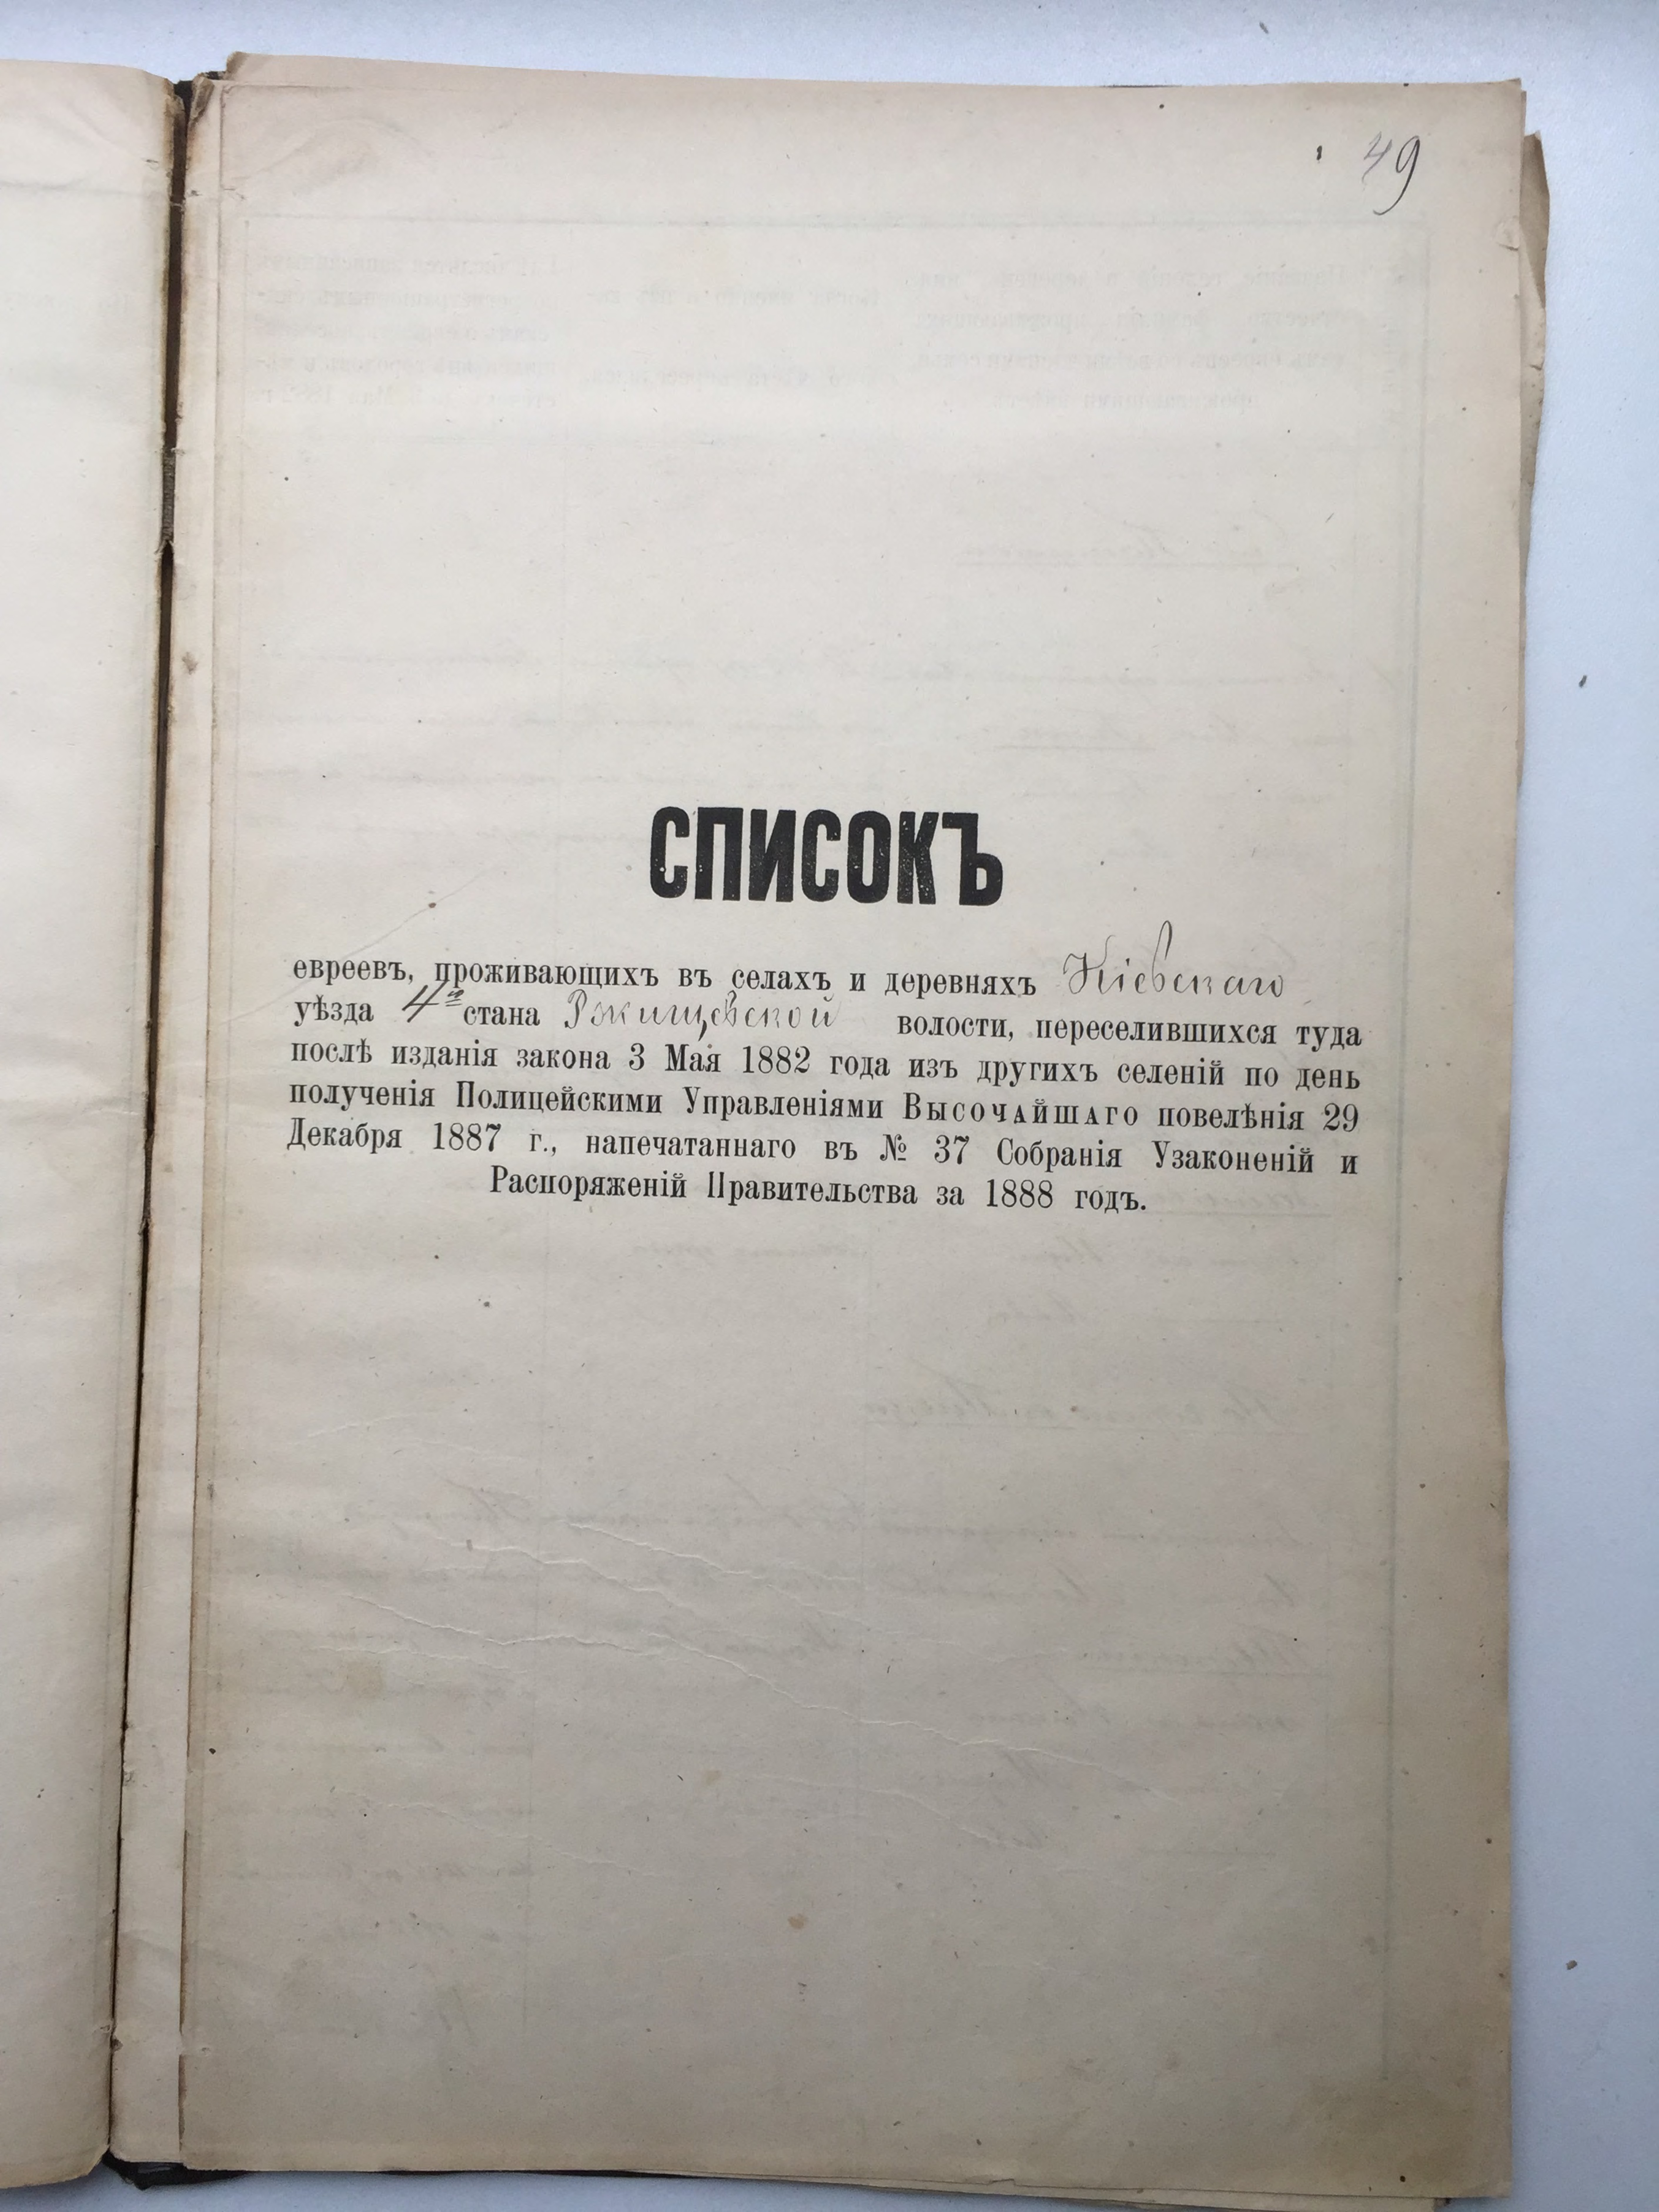 49
СПИСОКЪ
евреевъ, проживающихъ въ селахъ и деревняхъ Кіевскаго
уѣзда 4го стана Ржищевской волости, переселившихся туда
послѣ изданія закона 3 Мая 1882 года изъ другихъ селеній по день
полученія Полицейскими Управленіями Высочайшаго повелѣнія 29
Декабря 1887 г., напечатаннаго въ № 37 Собранія Узаконеній и
Распоряженій Правительства за 1888 годъ.